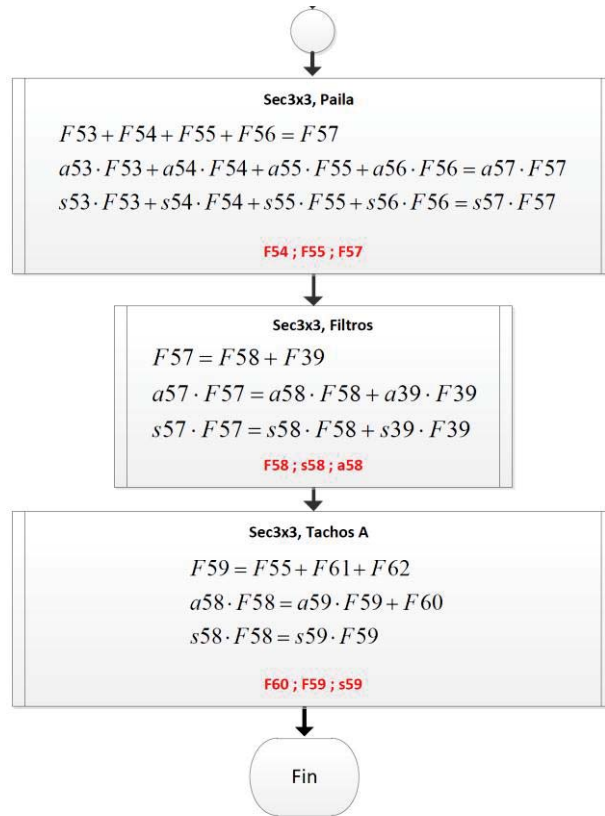 Sec3x3, Paila
F53 + F54 + F55 + F56 = F57
a53 · F53 + a54 · F54 + a55 · F55 + a56 · F56 = a57 · F57
s53 · F53 + s54 · F54 + s55 · F55 + s56 · F56 = s57 · F57
F54 ; F55 ; F57
Sec3x3, Filtros
F57 = F58 + F39
a57 · F57 = a58 · F58 + a39 · F39
s57 · F57 = s58 · F58 + s39 · F39
F58 ; s58 ; a58
Sec3x3, Tachos A
F59 = F55 + F61 + F62
a58 · F58 = a59 · F59 + F60
s58 · F58 = s59 · F59
F60 ; F59 ; s59
Fin